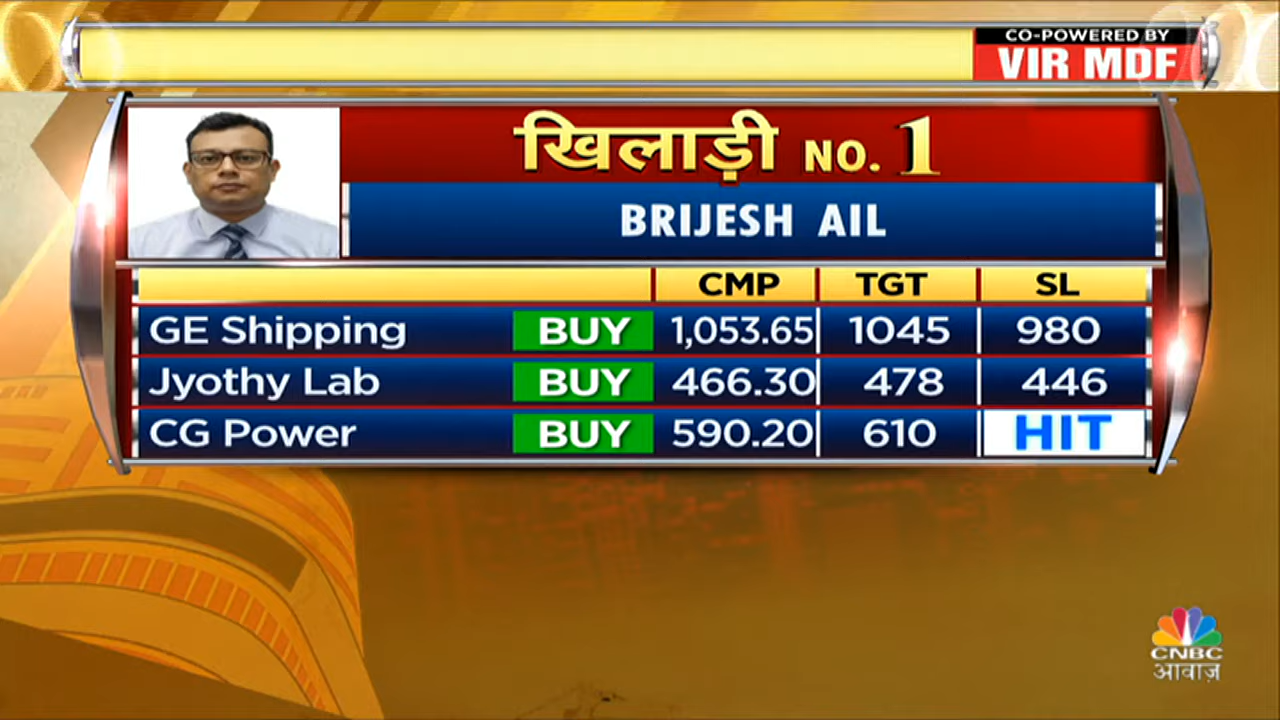 CO-POWERED BY
VIR MDF
खिलाड़ी NO. 1
BRIJESH AIL
CMP TGT SL
GE Shipping BUY 1,053.65 1045 980
Jyothy Lab BUY 466.30 478 446
CG Power BUY 590.20 610 HIT
CNBC
आवाज़